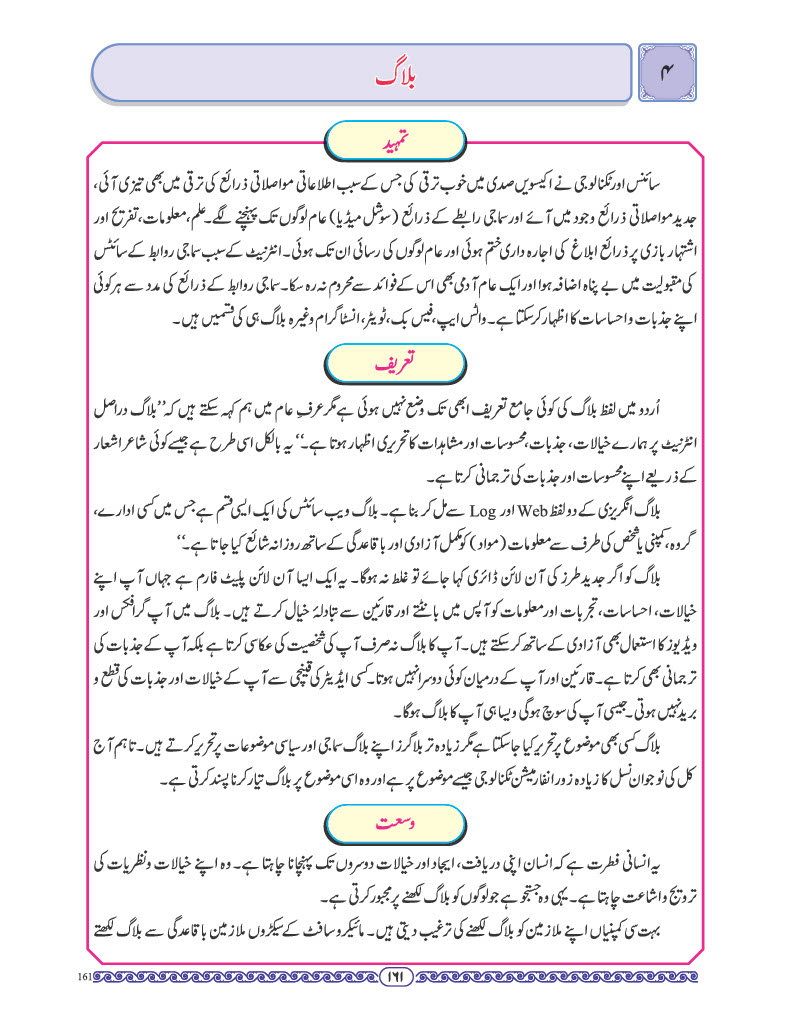 ۴
بلاگ
تمہید
سائنس اور ٹکنالوجی نے اکیسویں صدی میں خوب ترقی کی جس کے سبب اطلاعاتی مواصلاتی ذرائع کی ترقی میں بھی تیزی آئی،
جدید مواصلاتی ذرائع وجود میں آئے اور سماجی رابطے کے ذرائع (سوشل میڈیا) عام لوگوں تک پہنچنے لگے۔ علم، معلومات، تفریح اور
اشتہار بازی پر ذرائع ابلاغ کی اجارہ داری ختم ہوئی اور عام لوگوں کی رسائی ان تک ہوئی۔ انٹرنیٹ کے سبب سماجی روابط کے سائٹس
کی مقبولیت میں بے پناہ اضافہ ہوا اور ایک عام آدمی بھی اس کے فوائد سے محروم نہ رہ سکا۔ سماجی روابط کے ذرائع کی مدد سے ہر کوئی
اپنے جذبات و احساسات کا اظہار کر سکتا ہے۔ واٹس ایپ، فیس بک، ٹویٹر، انسٹا گرام وغیرہ بلاگ ہی کی قسمیں ہیں۔
تعریف
اُردو میں لفظ بلاگ کی کوئی جامع تعریف ابھی تک وضع نہیں ہوئی ہے مگر عرفِ عام میں ہم کہہ سکتے ہیں کہ ”بلاگ دراصل
انٹرنیٹ پر ہمارے خیالات، جذبات، محسوسات اور مشاہدات کا تحریری اظہار ہوتا ہے۔“ یہ بالکل اسی طرح ہے جیسے کوئی شاعر اشعار
کے ذریعے اپنے محسوسات اور جذبات کی ترجمانی کرتا ہے۔
بلاگ انگریزی کے دو لفظ Web اور Log سے مل کر بنا ہے۔ بلاگ ویب سائٹس کی ایک ایسی قسم ہے جس میں کسی ادارے،
گروہ، کمپنی یا شخص کی طرف سے معلومات (مواد) کو مکمل آزادی اور باقاعدگی کے ساتھ روزانہ شائع کیا جاتا ہے۔“
بلاگ کو اگر جدید طرز کی آن لائن ڈائری کہا جائے تو غلط نہ ہوگا۔ یہ ایک ایسا آن لائن پلیٹ فارم ہے جہاں آپ اپنے
خیالات، احساسات، تجربات اور معلومات کو آپس میں بانٹتے اور قارئین سے تبادلۂ خیال کرتے ہیں۔ بلاگ میں آپ گرافکس اور
ویڈیوز کا استعمال بھی آزادی کے ساتھ کر سکتے ہیں۔ آپ کا بلاگ نہ صرف آپ کی شخصیت کی عکاسی کرتا ہے بلکہ آپ کے جذبات کی
ترجمانی بھی کرتا ہے۔ قارئین اور آپ کے درمیان کوئی دوسرا نہیں ہوتا۔ کسی ایڈیٹر کی قینچی سے آپ کے خیالات اور جذبات کی قطع و
برید نہیں ہوتی۔ جیسی آپ کی سوچ ہوگی ویسا ہی آپ کا بلاگ ہوگا۔
بلاگ کسی بھی موضوع پر تحریر کیا جا سکتا ہے مگر زیادہ تر بلاگرز اپنے بلاگ سماجی اور سیاسی موضوعات پر تحریر کرتے ہیں۔ تاہم آج
کل کی نوجوان نسل کا زیادہ زور انفارمیشن ٹکنالوجی جیسے موضوع پر ہے اور وہ اسی موضوع پر بلاگ تیار کرنا پسند کرتی ہے۔
وسعت
یہ انسانی فطرت ہے کہ انسان اپنی دریافت، ایجاد اور خیالات دوسروں تک پہنچانا چاہتا ہے۔ وہ اپنے خیالات و نظریات کی
ترویج و اشاعت چاہتا ہے۔ یہی وہ جستجو ہے جو لوگوں کو بلاگ لکھنے پر مجبور کرتی ہے۔
بہت سی کمپنیاں اپنے ملازمین کو بلاگ لکھنے کی ترغیب دیتی ہیں۔ مائیکروسافٹ کے سیکڑوں ملازمین باقاعدگی سے بلاگ لکھتے
۱۶۱
161